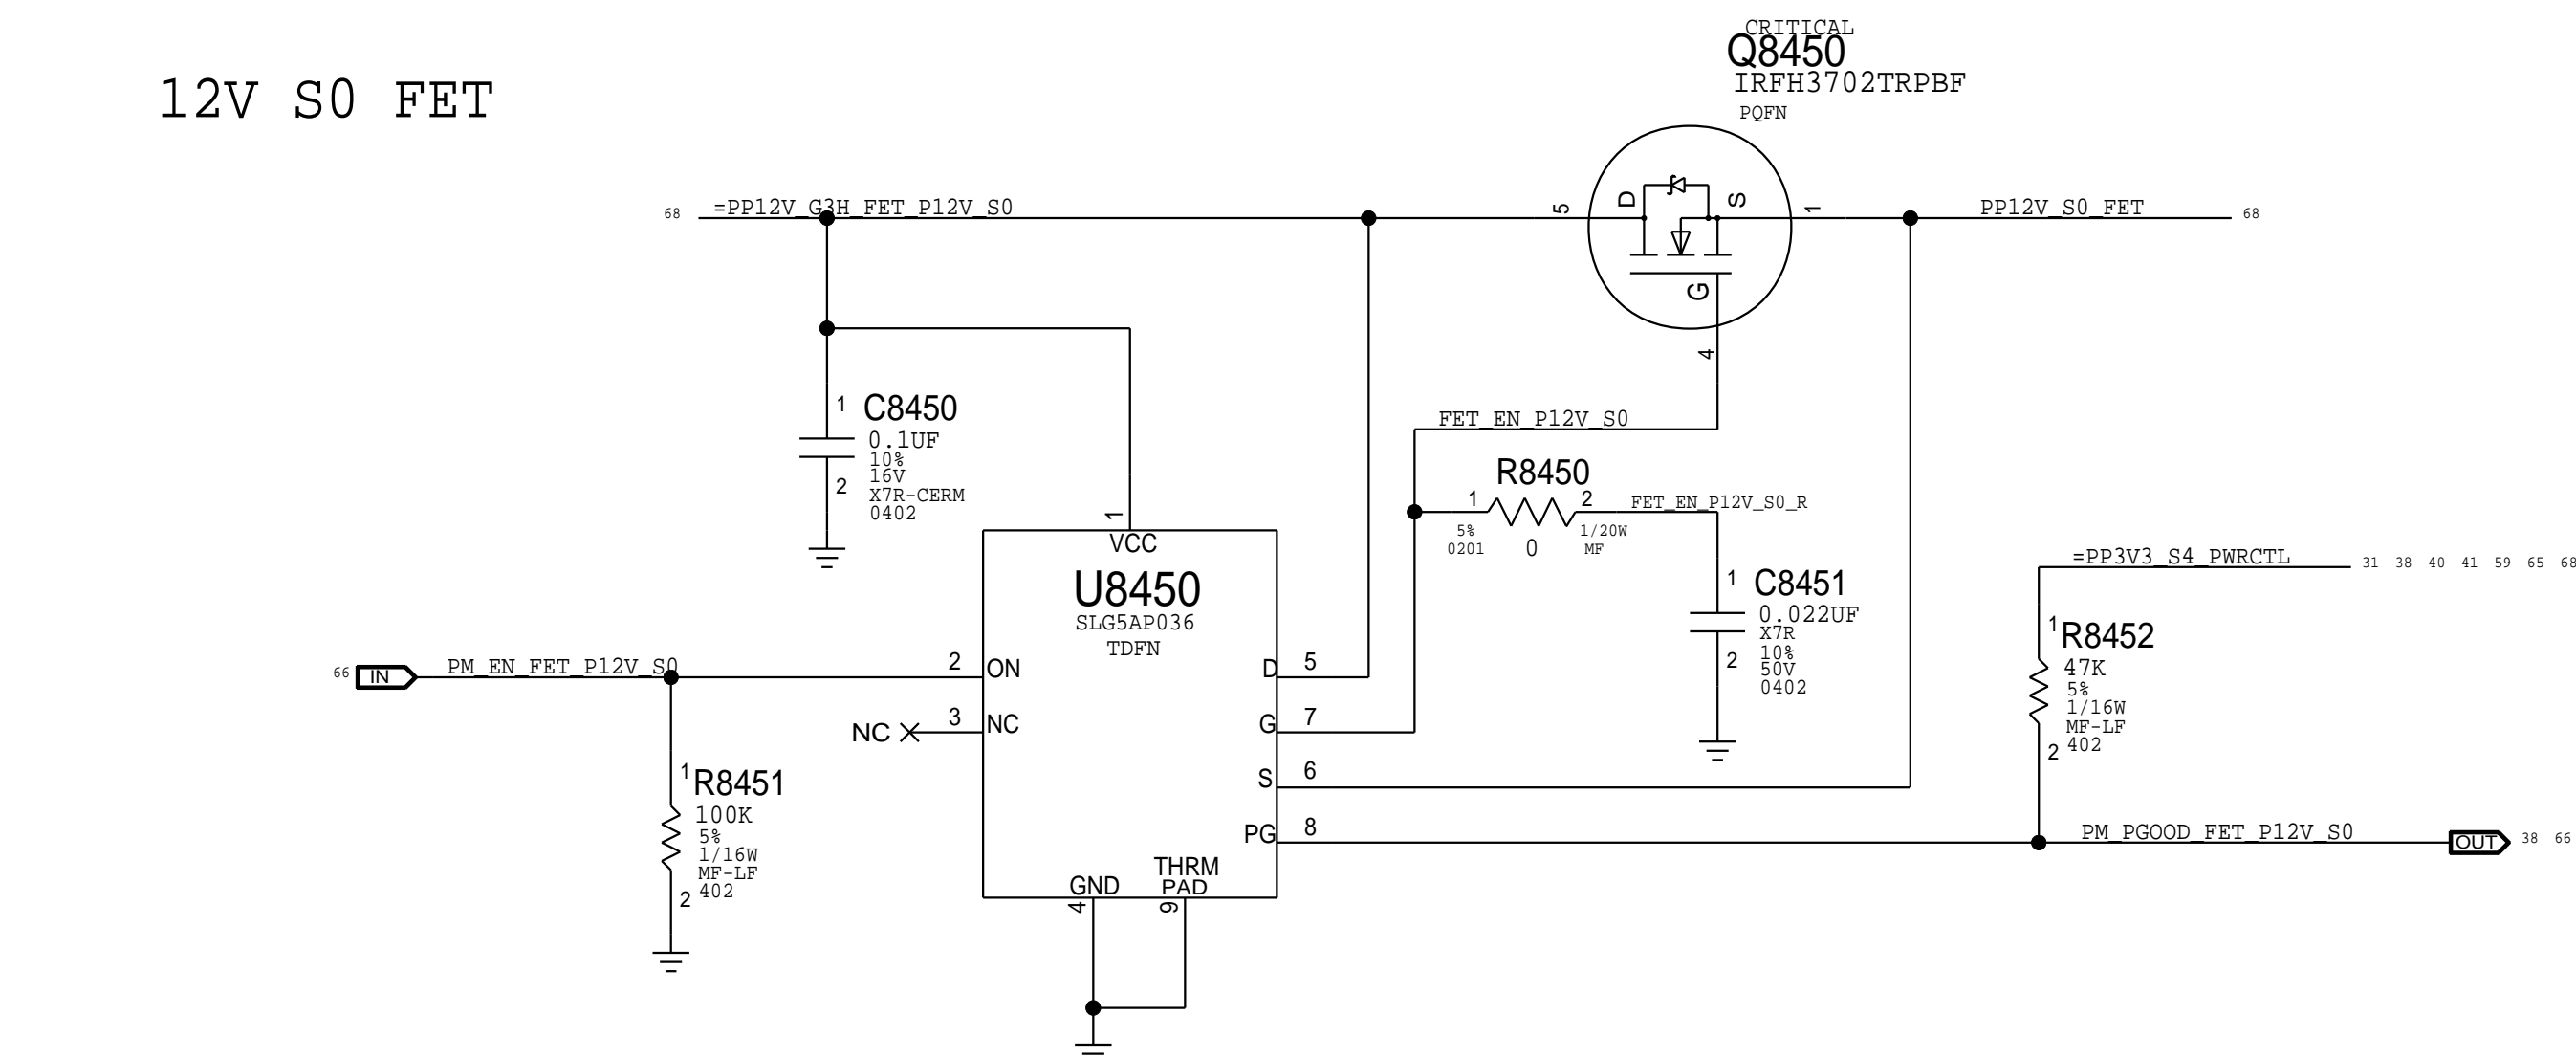 CRITICAL
Q8450
IRFH3702TRPBF
PQFN
12V S0 FET
68 =PP12V_G3H_FET_P12V_S0
5 D S 1
PP12V_S0_FET 68
G
4
FET_EN_P12V_S0
1 C8450
0.1UF
10%
16V
2
X7R-CERM
0402
R8450
1 2 FET_EN_P12V_S0_R
5% 1/20W
0201 0 MF
1
VCC
U8450
SLG5AP036
TDFN
1 C8451
0.022UF
X7R
10%
2
50V
0402
=PP3V3_S4_PWRCTL 31 38 40 41 59 65 68
1 R8452
47K
5%
1/16W
MF-LF
2 402
66 IN PM_EN_FET_P12V_S0 2 ON
D 5
NC 3 NC
G 7
S 6
PG 8
PM_PGOOD_FET_P12V_S0 OUT 38 66
1 R8451
100K
5%
1/16W
MF-LF
2 402
THRM
GND PAD
4 9